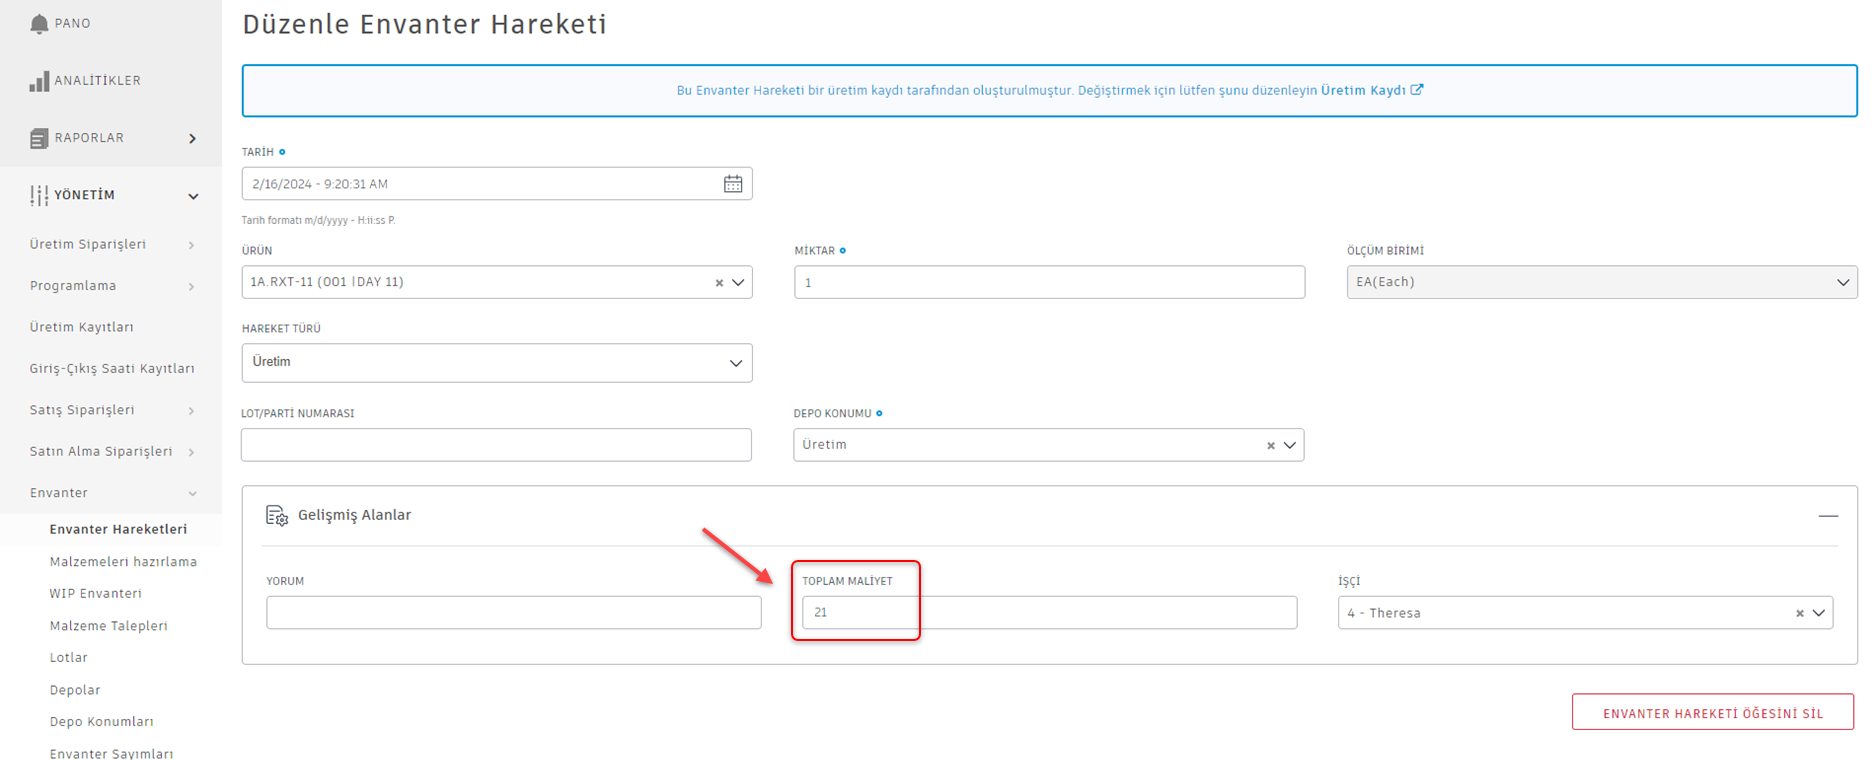 PANO
ANALİTİKLER
RAPORLAR
YÖNETİM
Üretim Siparişleri
Programlama
Üretim Kayıtları
Giriş-Çıkış Saati Kayıtları
Satış Siparişleri
Satın Alma Siparişleri
Envanter
Envanter Hareketleri
Malzemeleri hazırlama
WIP Envanteri
Malzeme Talepleri
Lotlar
Depolar
Depo Konumları
Envanter Sayımları
Düzenle Envanter Hareketi
Bu Envanter Hareketi bir üretim kaydı tarafından oluşturulmuştur. Değiştirmek için lütfen şunu düzenleyin Üretim Kaydı
TARİH
2/16/2024 - 9:20:31 AM
Tarih formatı m/d/yyyy - H:ii:ss P.
ÜRÜN
1A.RXT-11 (001 |DAY 11)
MİKTAR
1
ÖLÇÜM BİRİMİ
EA(Each)
HAREKET TÜRÜ
Üretim
LOT/PARTİ NUMARASI
DEPO KONUMU
Üretim
Gelişmiş Alanlar
YORUM
TOPLAM MALİYET
21
İŞÇİ
4 - Theresa
ENVANTER HAREKETİ ÖĞESİNİ SİL